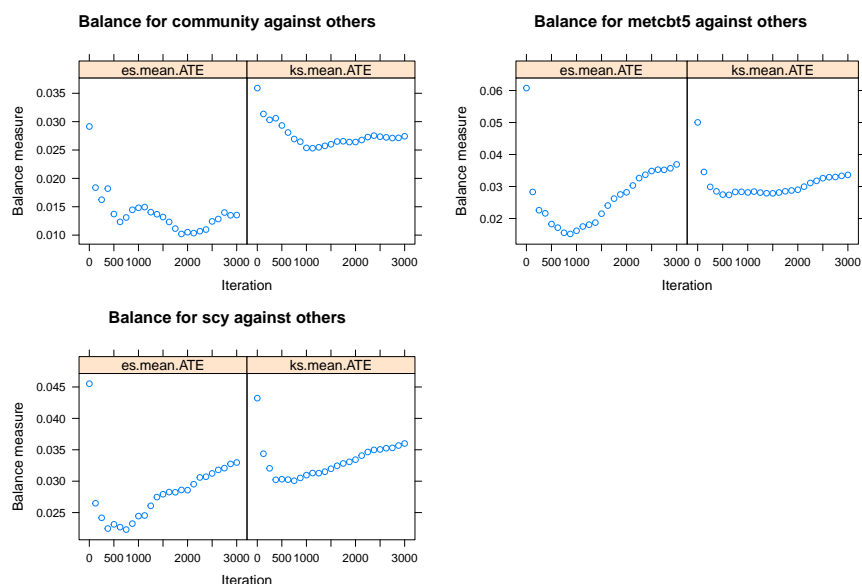 Balance for community against others
es.mean.ATE ks.mean.ATE
Balance measure
0.035
0.030
0.025
0.020
0.015
0.010
0 500 1000 2000 3000 0 500 1000 2000 3000
Iteration
Balance for metcbt5 against others
es.mean.ATE ks.mean.ATE
Balance measure
0.06
0.05
0.04
0.03
0.02
0 500 1000 2000 3000 0 500 1000 2000 3000
Iteration
Balance for scy against others
es.mean.ATE ks.mean.ATE
Balance measure
0.045
0.040
0.035
0.030
0.025
0 500 1000 2000 3000 0 500 1000 2000 3000
Iteration